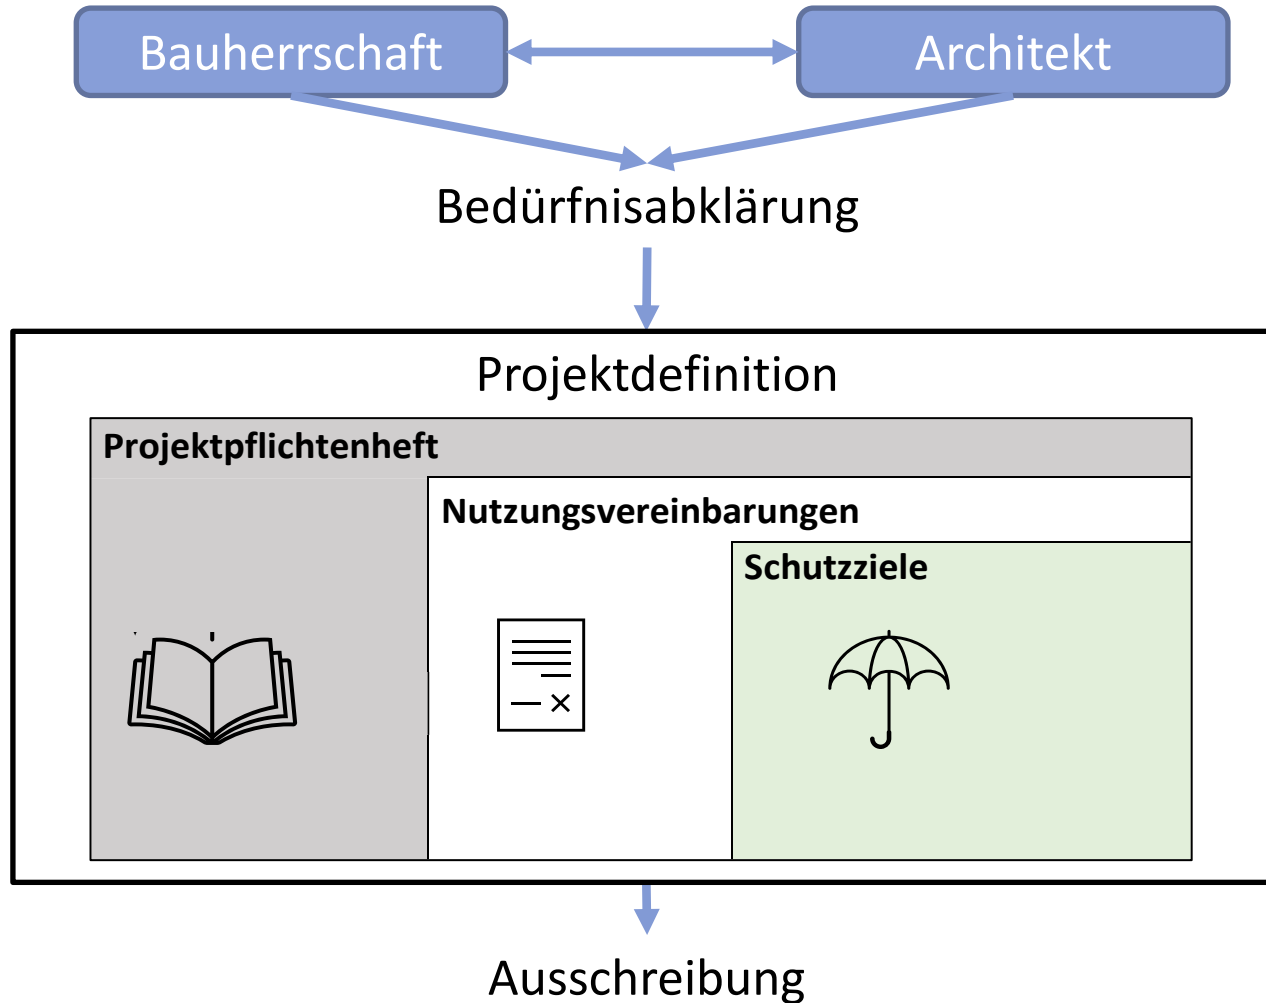 Bauherrschaft
Architekt
Bedürfnisabklärung
Projektdefinition
Projektpflichtenheft
Nutzungsvereinbarungen
Schutzziele
Ausschreibung